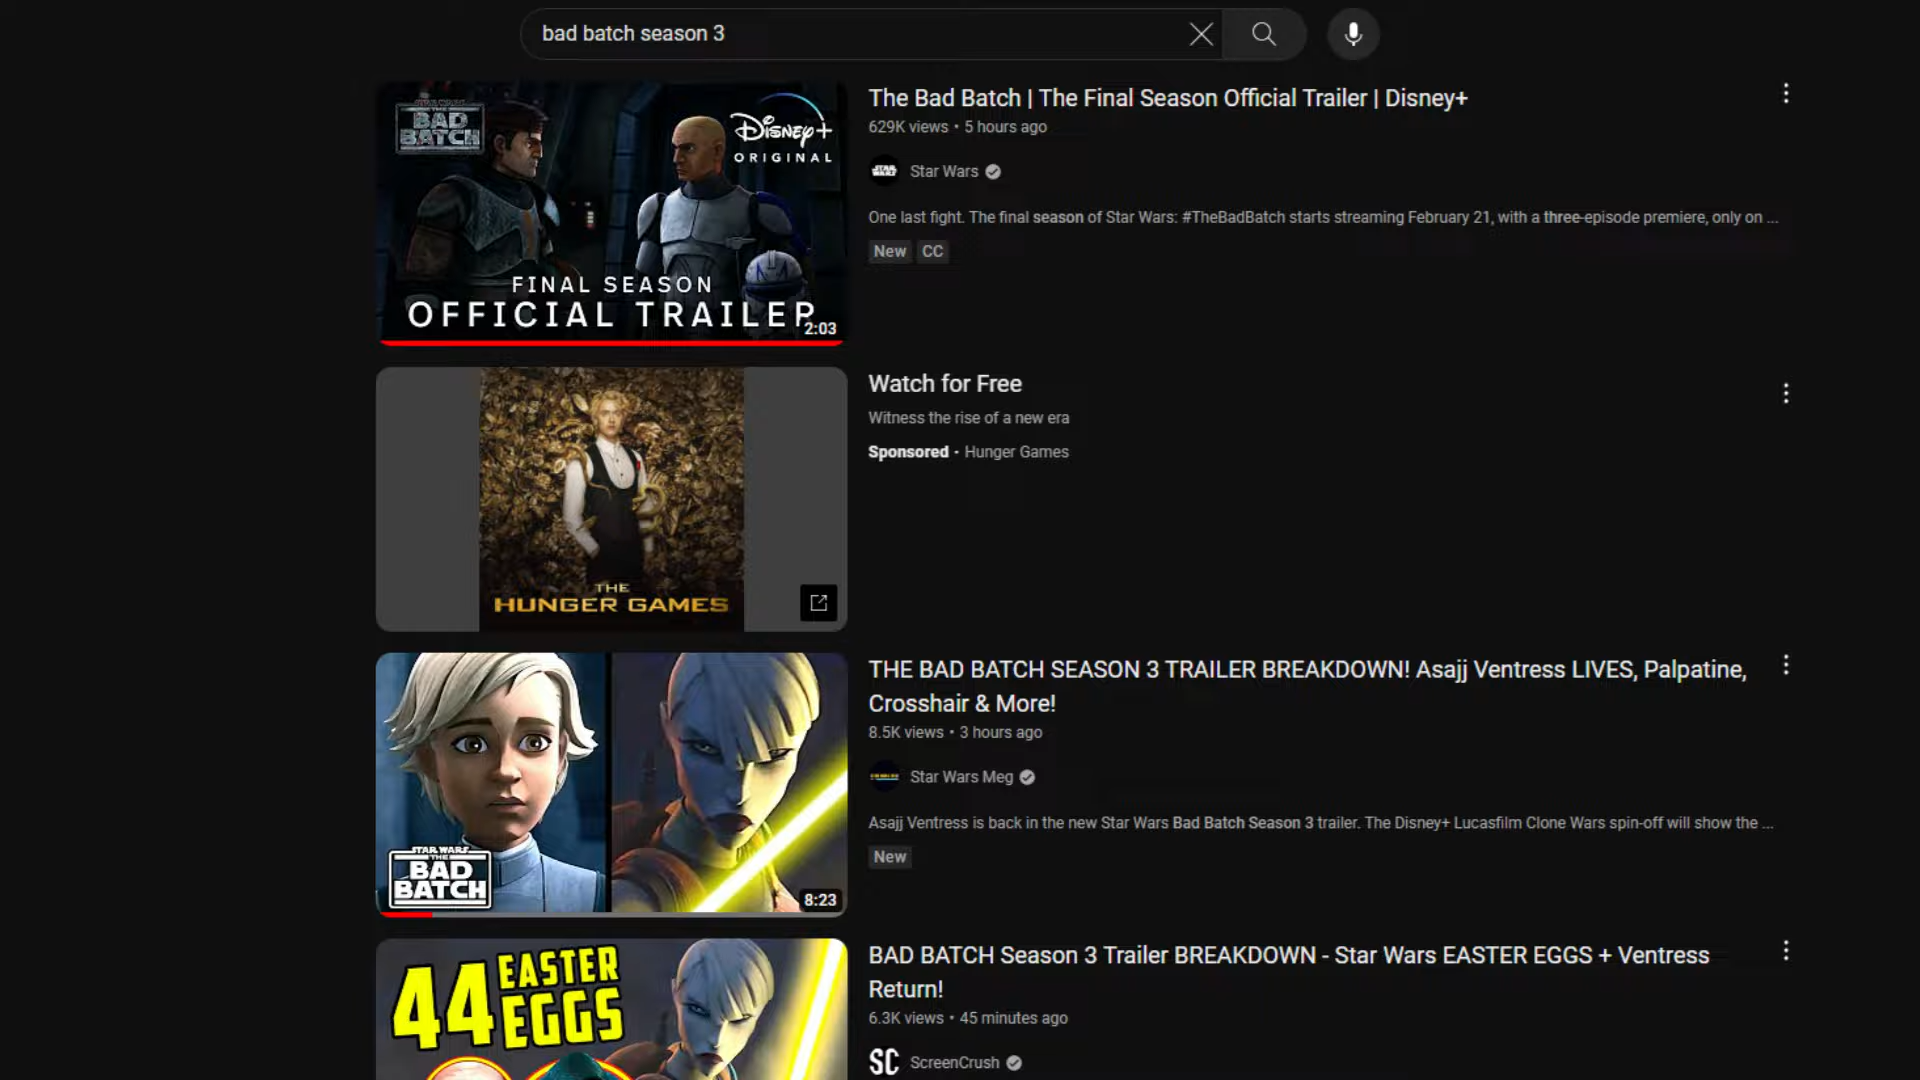 bad batch season 3
STAR WARS
THE
BAD
BATCH
Disney+
ORIGINAL
FINAL SEASON
OFFICIAL TRAILER
2:03
The Bad Batch | The Final Season Official Trailer | Disney+
629K views • 5 hours ago
STAR WARS
Star Wars
One last fight. The final season of Star Wars: #TheBadBatch starts streaming February 21, with a three-episode premiere, only on ...
New CC
THE
HUNGER GAMES
Watch for Free
Witness the rise of a new era
Sponsored • Hunger Games
STAR WARS
THE
BAD
BATCH
8:23
THE BAD BATCH SEASON 3 TRAILER BREAKDOWN! Asajj Ventress LIVES, Palpatine,
Crosshair & More!
8.5K views • 3 hours ago
Star Wars Meg
Asajj Ventress is back in the new Star Wars Bad Batch Season 3 trailer. The Disney+ Lucasfilm Clone Wars spin-off will show the ...
New
44 EASTER
EGGS
BAD BATCH Season 3 Trailer BREAKDOWN - Star Wars EASTER EGGS + Ventress
Return!
6.3K views • 45 minutes ago
SC
ScreenCrush